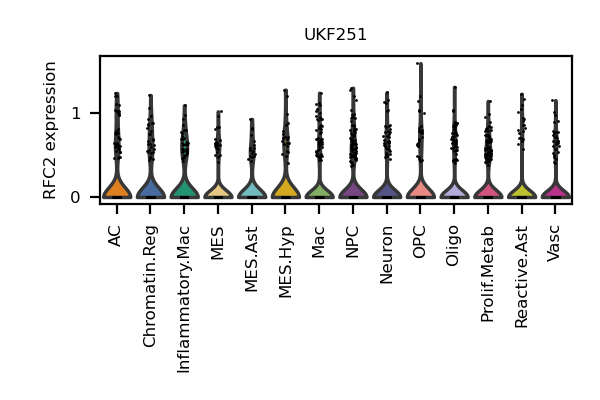 UKF251
RFC2 expression
1
0
AC
Chromatin.Reg
Inflammatory.Mac
MES
MES.Ast
MES.Hyp
Mac
NPC
Neuron
OPC
Oligo
Prolif.Metab
Reactive.Ast
Vasc